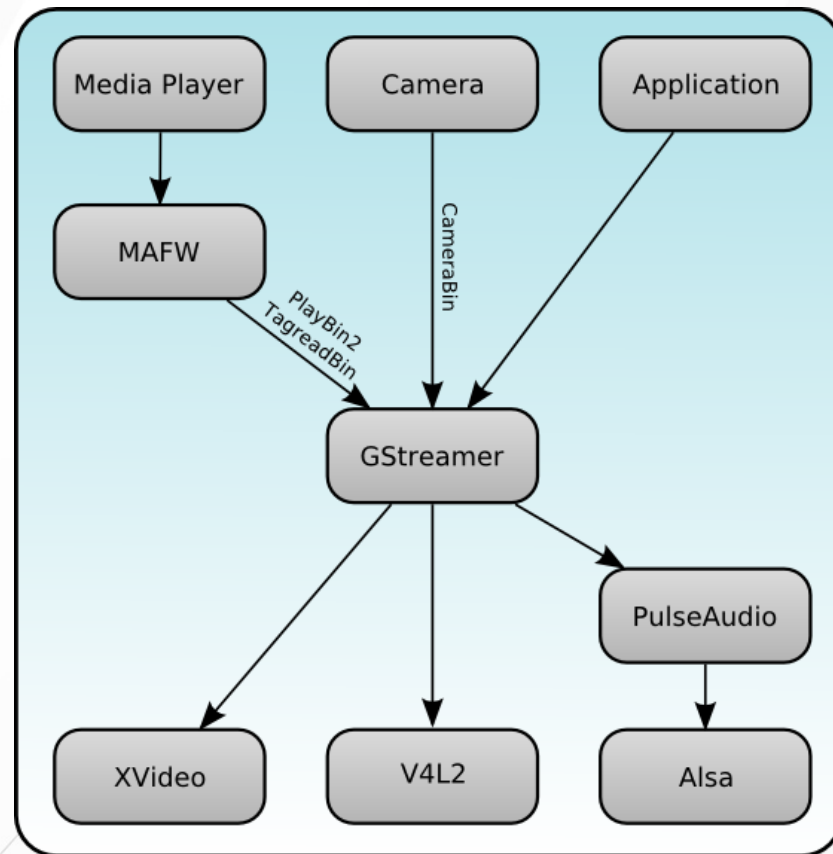 Media Player
Camera
Application
MAFW
CameraBin
PlayBin2
TagreadBin
GStreamer
PulseAudio
XVideo
V4L2
Alsa